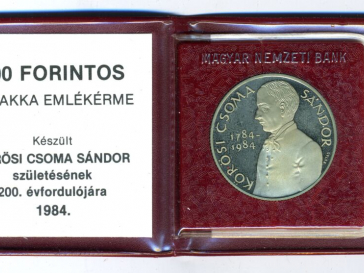 00 FORINTOS
AKKA EMLÉKÉRME
Készült
RÖSI CSOMA SÁNDOR
születésének
200. évfordulójára
1984.
MAGYAR NEMZETI BANK
KŐRÖSI CSOMA SÁNDOR
1784-
1984